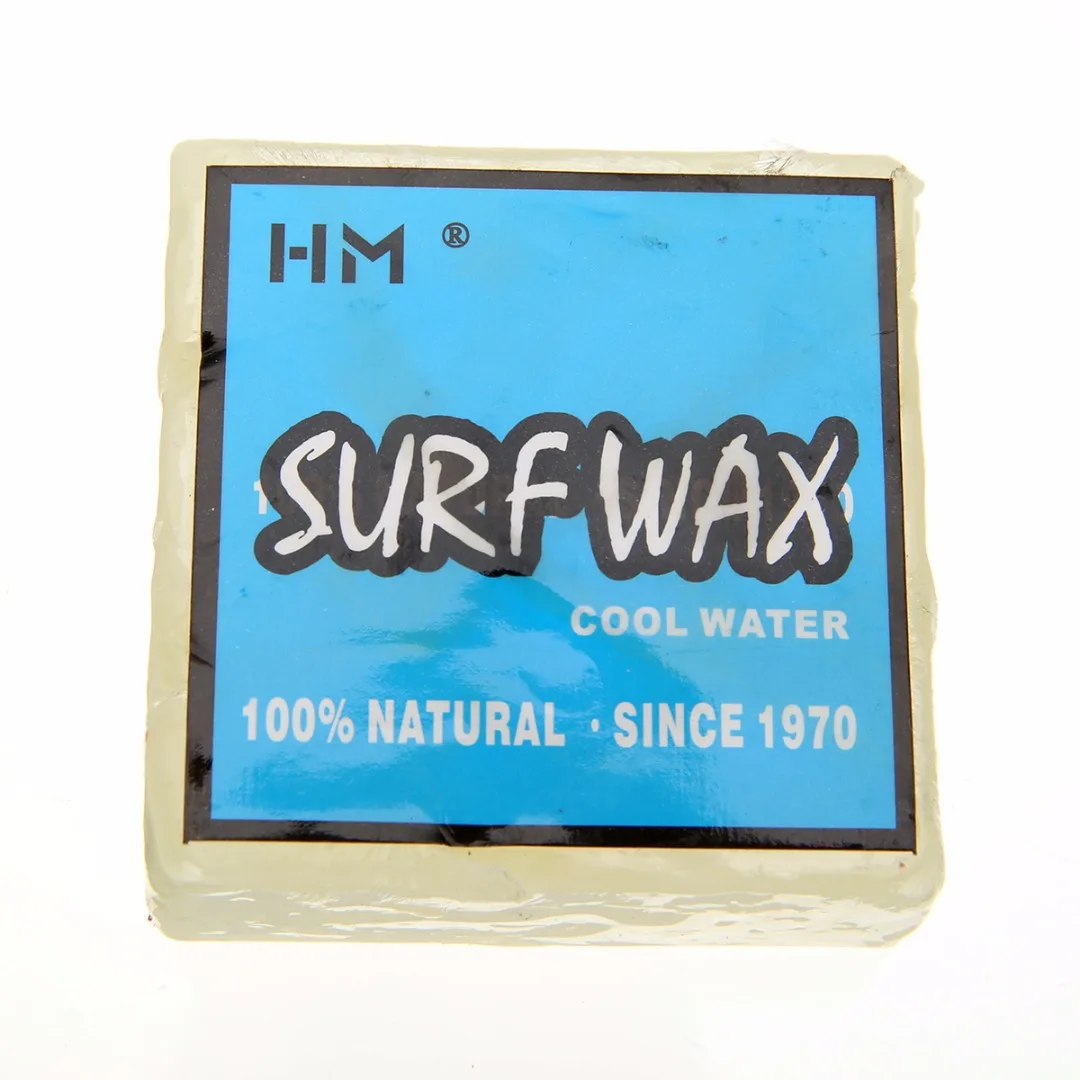 HM ®
SURF WAX
COOL WATER
100% NATURAL · SINCE 1970